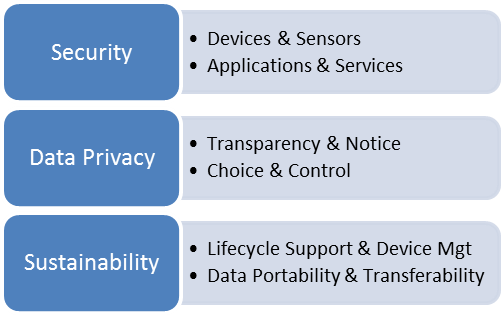 Security
• Devices & Sensors
• Applications & Services
Data Privacy
• Transparency & Notice
• Choice & Control
Sustainability
• Lifecycle Support & Device Mgt
• Data Portability & Transferability